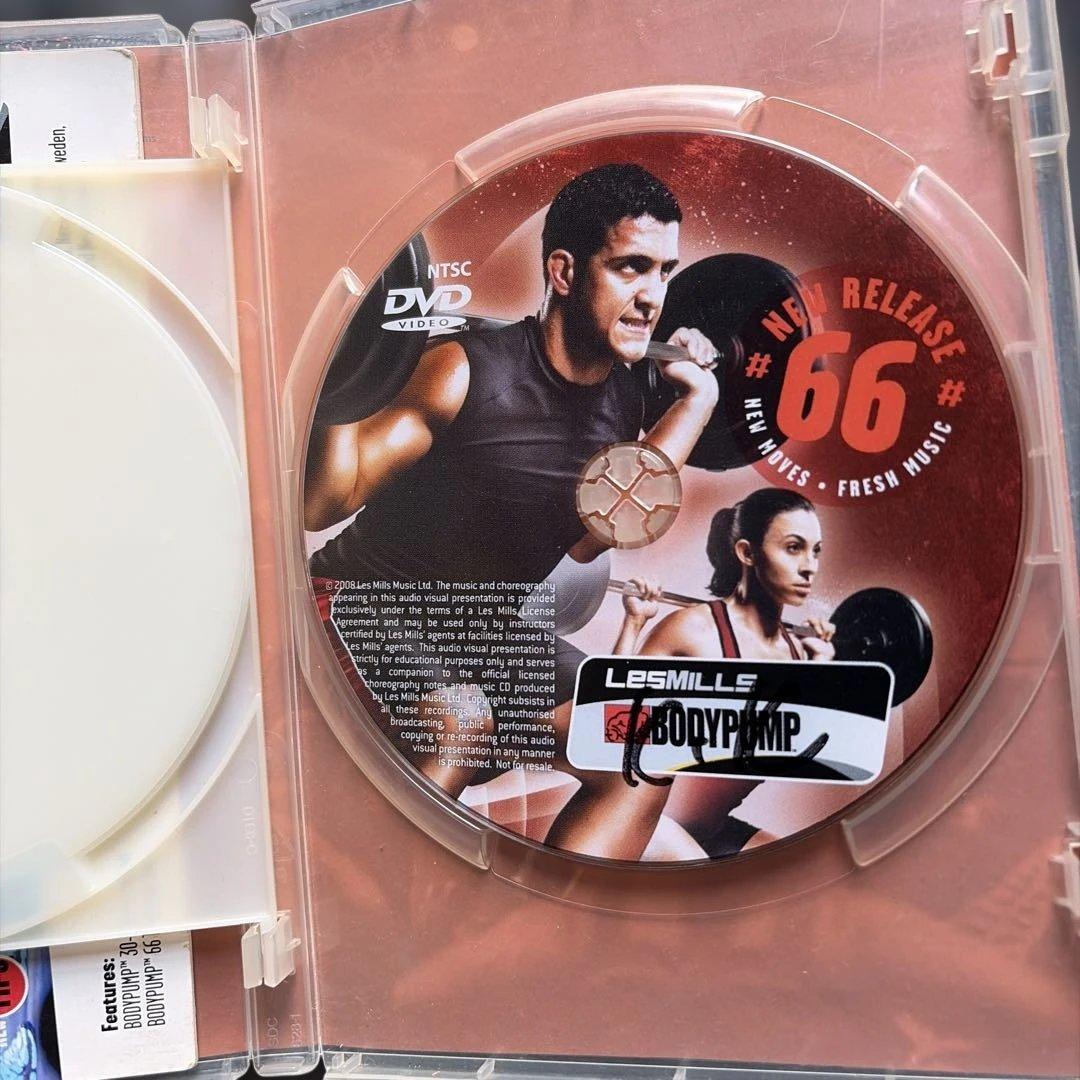 weden,
NTSC
DVD
VIDEO™
NEW RELEASE
# 66 #
NEW MOVES • FRESH MUSIC
© 2008 Les Mills Music Ltd. The music and choreography
appearing in this audio visual presentation is provided
exclusively under the terms of a Les Mills License
Agreement and may be used only by instructors
certified by Les Mills' agents at facilities licensed by
Les Mills' agents. This audio visual presentation is
strictly for educational purposes only and serves
as a companion to the official licensed
choreography notes and music CD produced
by Les Mills Music Ltd. Copyright subsists in
all these recordings. Any unauthorised
broadcasting, public performance,
copying or re-recording of this audio
visual presentation in any manner
is prohibited. Not for resale.
LESMILLS
BODYPUMP™
Features:
BODYPUMP™ 30-
BODYPUMP™ 66